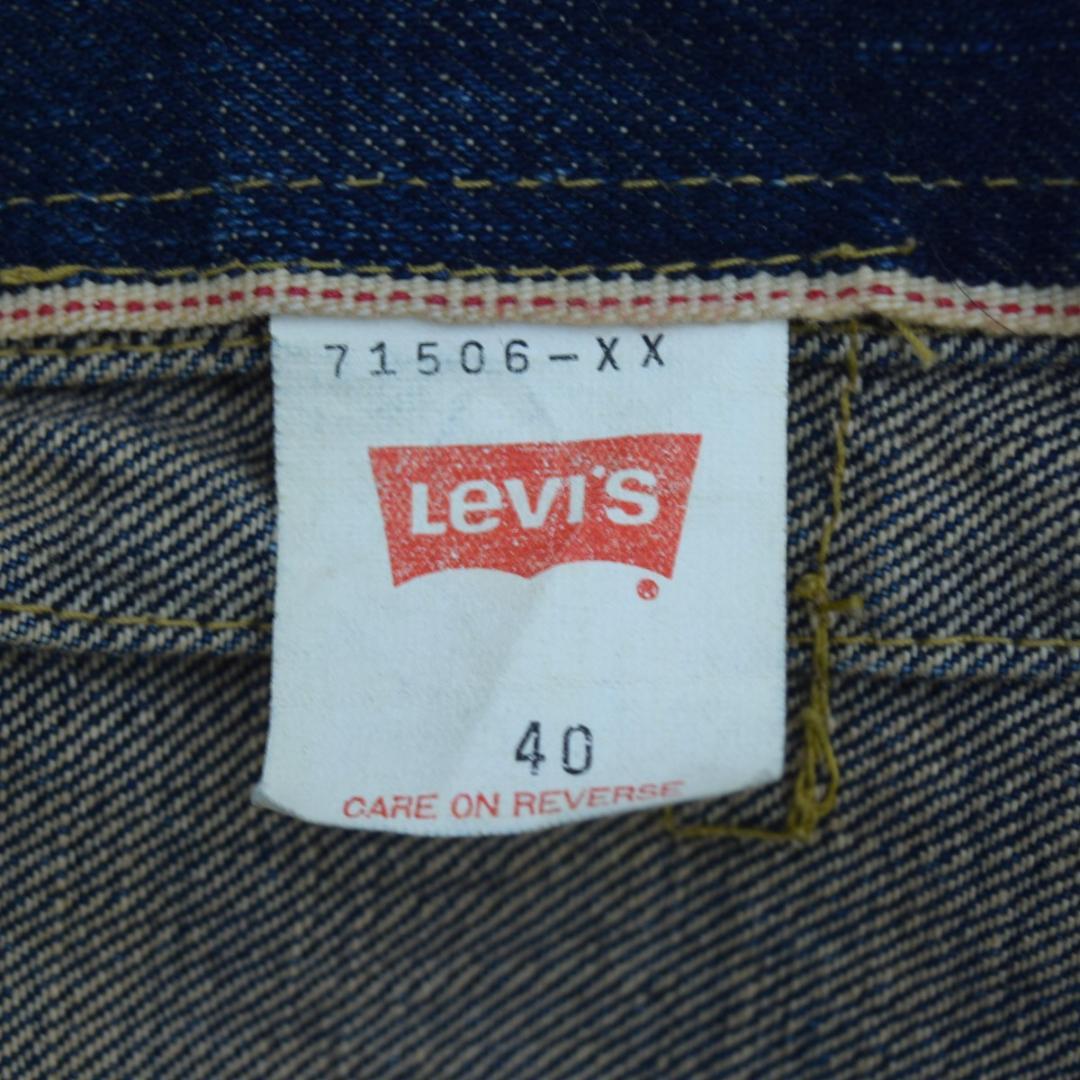 71506-XX
LeVI'S
®
40
CARE ON REVERSE